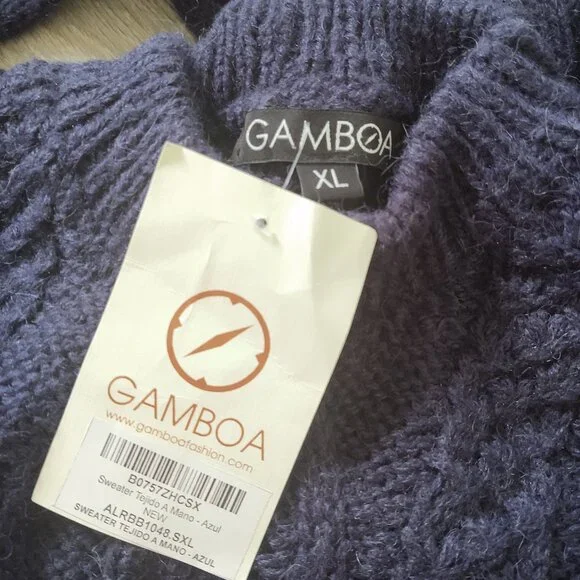 GAMBOA
XL
GAMBOA
www.gamboafashion.com
B0757ZHCSX
Sweater Tejido A Mano - Azul
NEW
ALRBB1048.SXL
SWEATER TEJIDO A MANO - AZUL